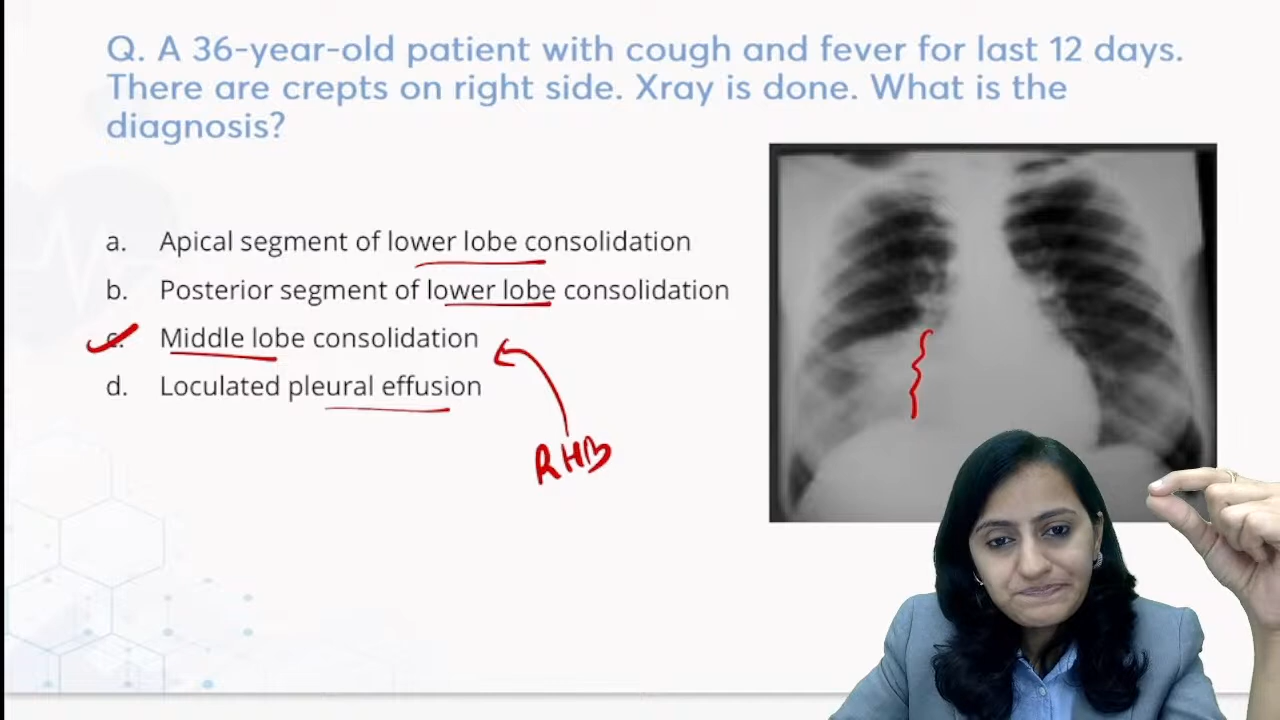 Q. A 36-year-old patient with cough and fever for last 12 days.
There are crepts on right side. Xray is done. What is the
diagnosis?
a. Apical segment of lower lobe consolidation
b. Posterior segment of lower lobe consolidation
c. Middle lobe consolidation
d. Loculated pleural effusion
RHB